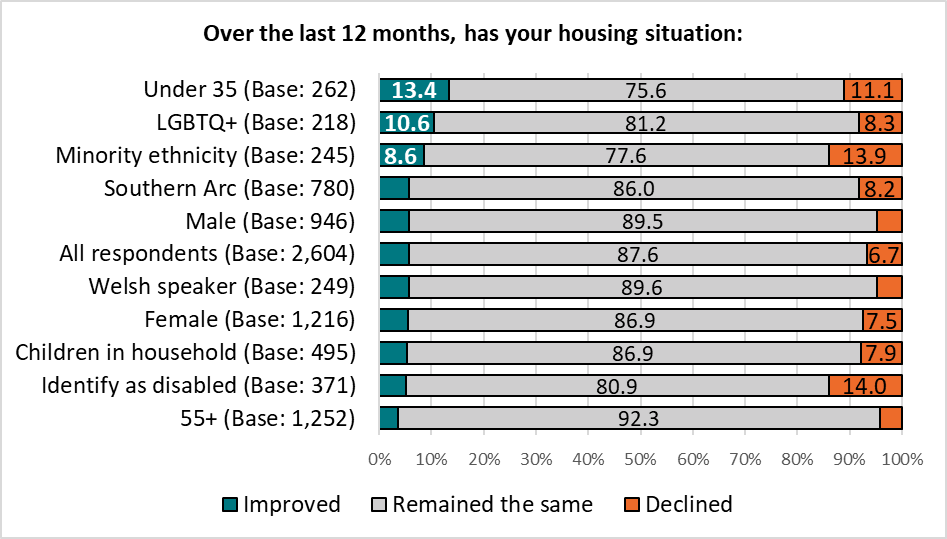 Over the last 12 months, has your housing situation:
Under 35 (Base: 262) 13.4 75.6 11.1
LGBTQ+ (Base: 218) 10.6 81.2 8.3
Minority ethnicity (Base: 245) 8.6 77.6 13.9
Southern Arc (Base: 780) 86.0 8.2
Male (Base: 946) 89.5
All respondents (Base: 2,604) 87.6 6.7
Welsh speaker (Base: 249) 89.6
Female (Base: 1,216) 86.9 7.5
Children in household (Base: 495) 86.9 7.9
Identify as disabled (Base: 371) 80.9 14.0
55+ (Base: 1,252) 92.3
0% 10% 20% 30% 40% 50% 60% 70% 80% 90% 100%
Improved Remained the same Declined